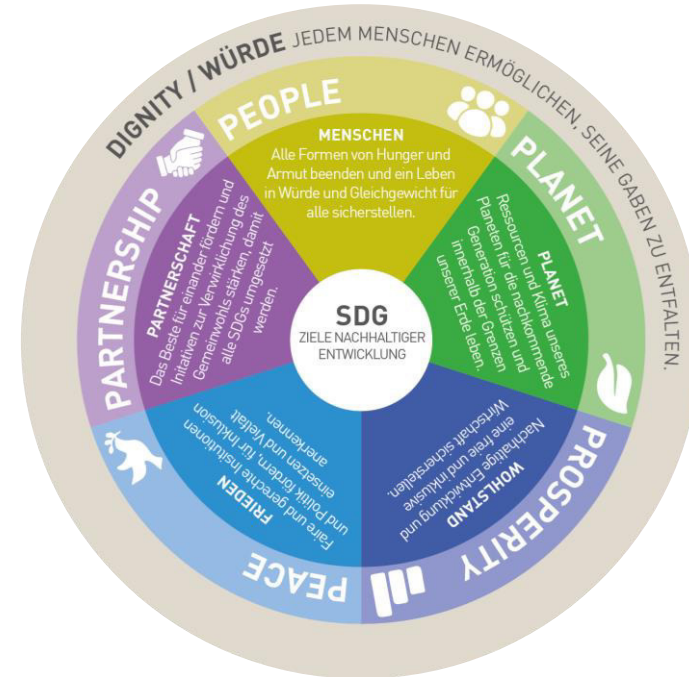 DIGNITY / WÜRDE JEDEM MENSCHEN ERMÖGLICHEN, SEINE GABEN ZU ENTFALTEN.
PEOPLE
MENSCHEN
Alle Formen von Hunger und
Armut beenden und ein Leben
in Würde und Gleichgewicht für
alle sicherstellen.
PLANET
PLANET
Ressourcen und Klima unseres
Planeten für die nachkommende
Generation schützen und
innerhalb der Grenzen
unserer Erde leben.
PROSPERITY
WOHLSTAND
Nachhaltige Entwicklung und
eine freie und inklusive
Wirtschaft sicherstellen.
PEACE
FRIEDEN
Faire und gerechte Institutionen
und Politik fördern, für Inklusion
einsetzen und Vielfalt
anerkennen.
PARTNERSHIP
PARTNERSCHAFT
Das Beste für einander fördern und
Initativen zur Verwirklichung des
Gemeinwohls stärken, damit
alle SDGs umgesetzt
werden.
SDG
ZIELE NACHHALTIGER
ENTWICKLUNG